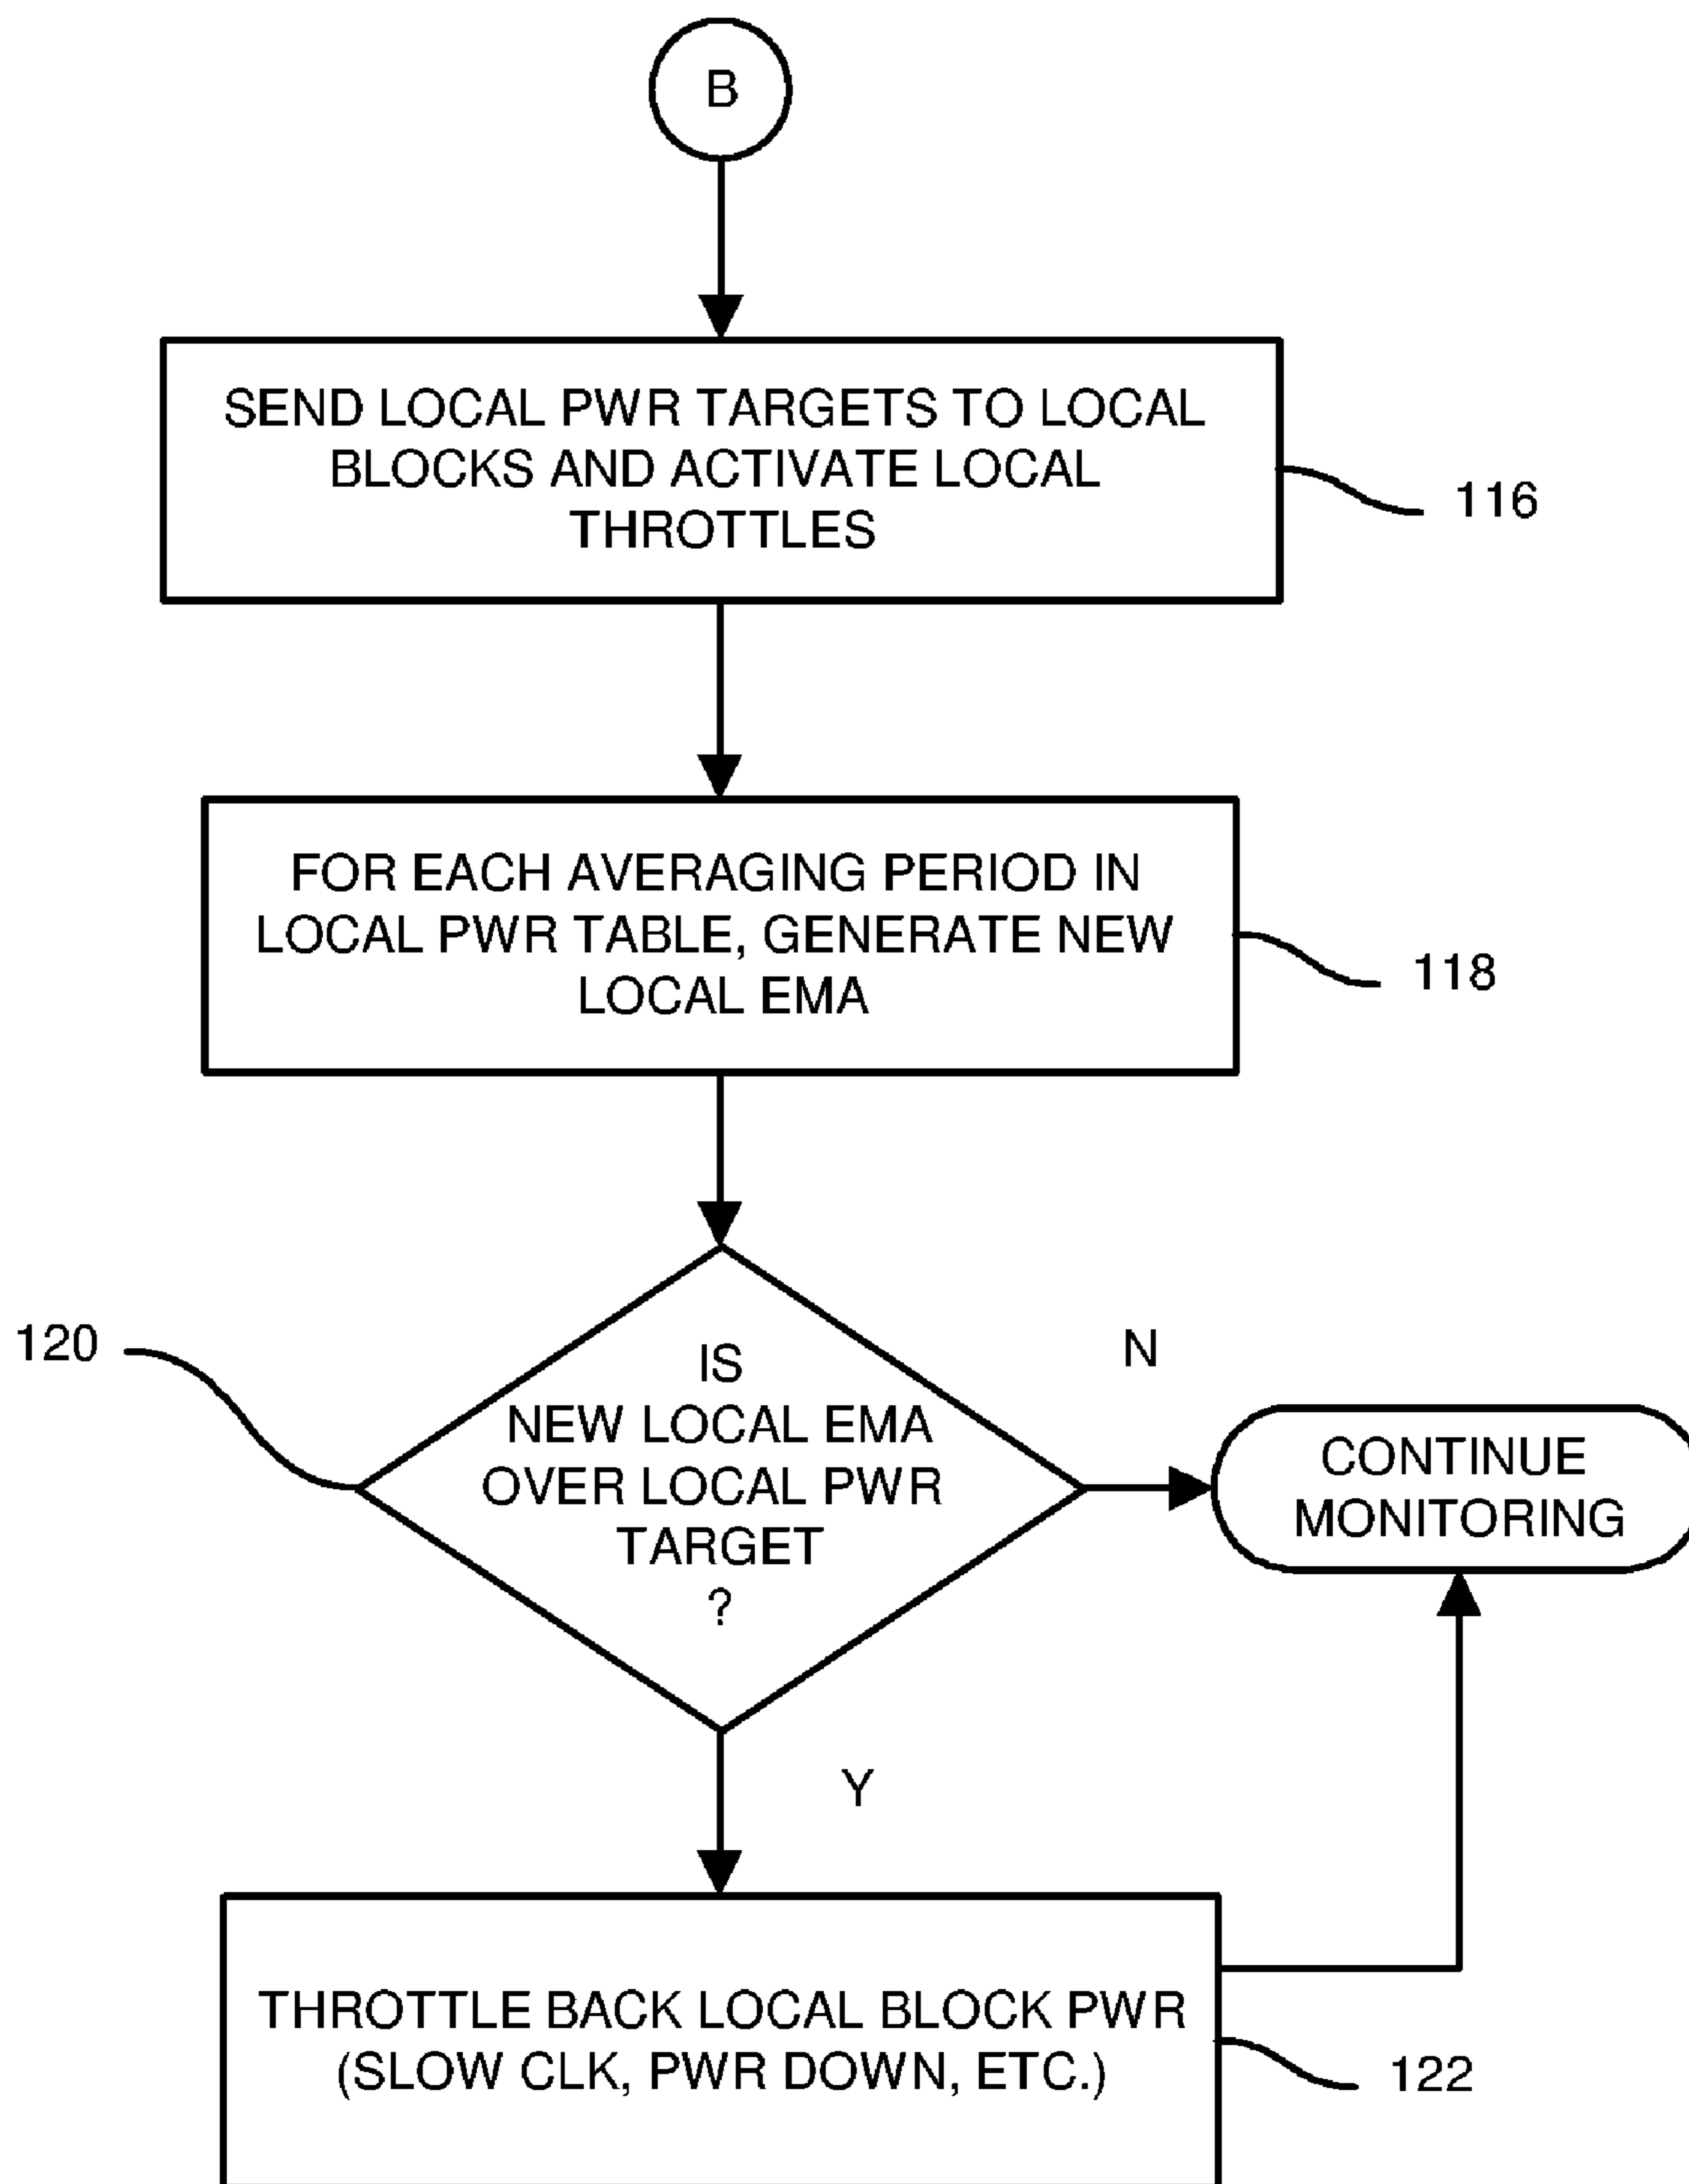 B
SEND LOCAL PWR TARGETS TO LOCAL
BLOCKS AND ACTIVATE LOCAL
THROTTLES
116
FOR EACH AVERAGING PERIOD IN
LOCAL PWR TABLE, GENERATE NEW
LOCAL EMA
118
120
IS
NEW LOCAL EMA
OVER LOCAL PWR
TARGET
?
N
CONTINUE
MONITORING
Y
THROTTLE BACK LOCAL BLOCK PWR
(SLOW CLK, PWR DOWN, ETC.)
122